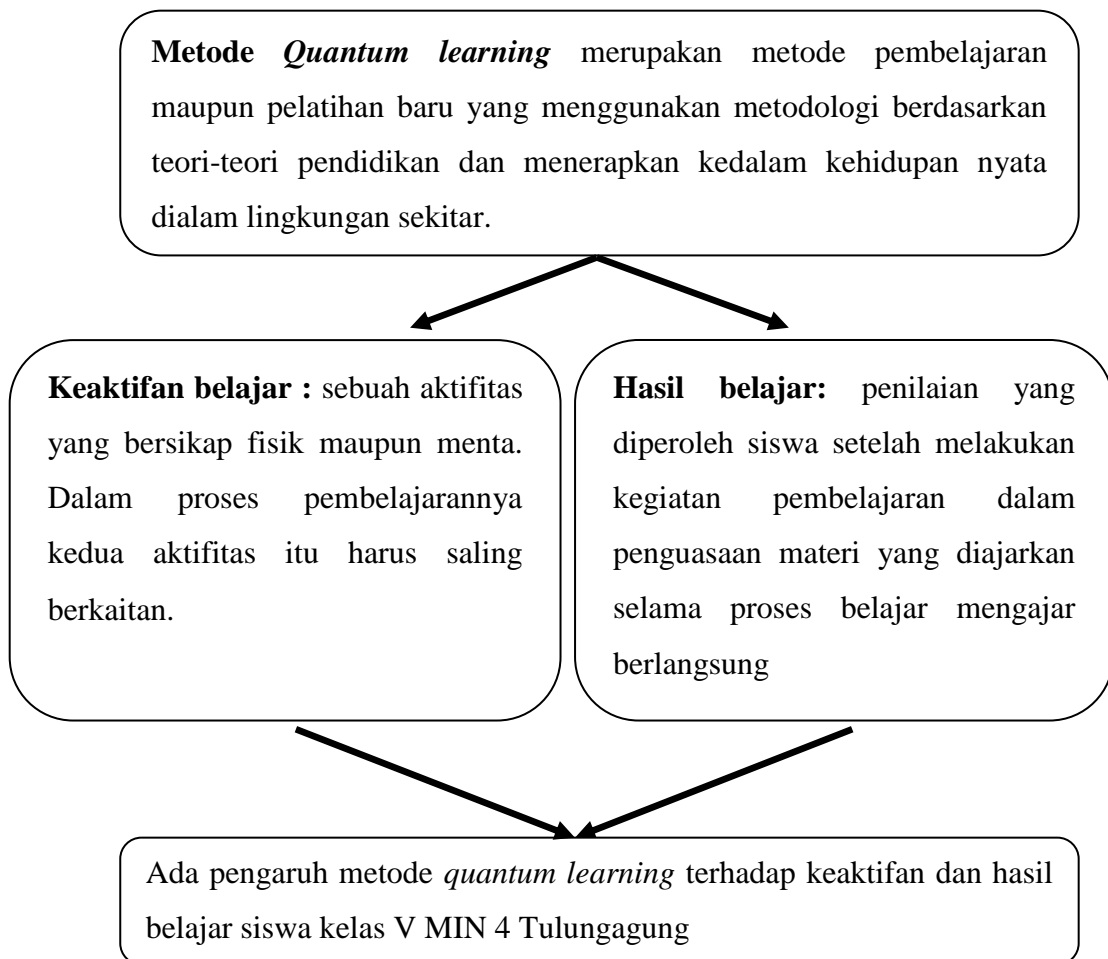 Metode Quantum learning merupakan metode pembelajaran
maupun pelatihan baru yang menggunakan metodologi berdasarkan
teori-teori pendidikan dan menerapkan kedalam kehidupan nyata
dialam lingkungan sekitar.
Keaktifan belajar : sebuah aktifitas
yang bersikap fisik maupun menta.
Dalam proses pembelajarannya
kedua aktifitas itu harus saling
berkaitan.
Hasil belajar: penilaian yang
diperoleh siswa setelah melakukan
kegiatan pembelajaran dalam
penguasaan materi yang diajarkan
selama proses belajar mengajar
berlangsung
Ada pengaruh metode quantum learning terhadap keaktifan dan hasil
belajar siswa kelas V MIN 4 Tulungagung